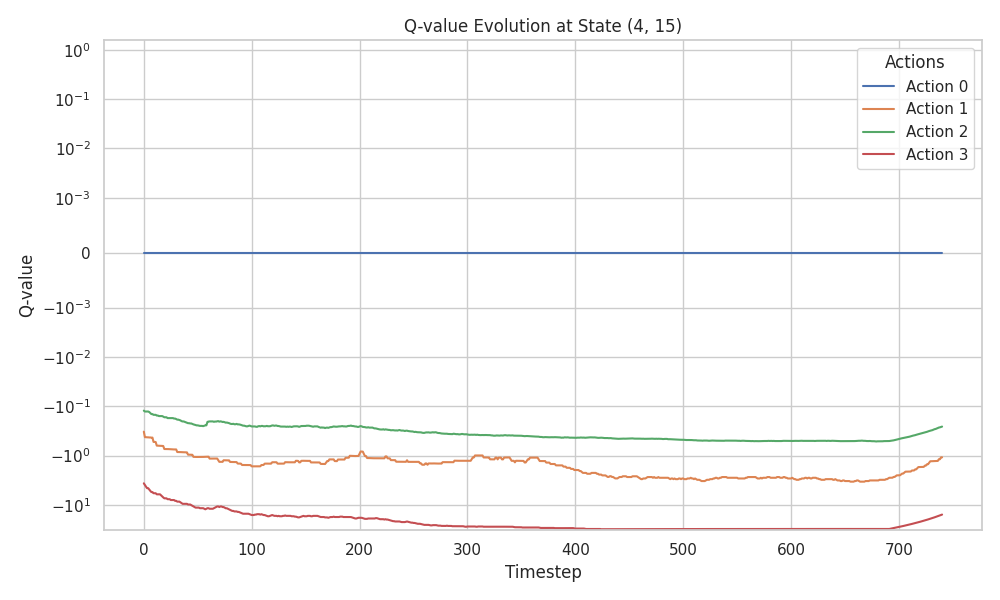 Q-value Evolution at State (4, 15)
Actions
Action 0
Action 1
Action 2
Action 3
Q-value
10⁰
10⁻¹
10⁻²
10⁻³
0
−10⁻³
−10⁻²
−10⁻¹
−10⁰
−10¹
0 100 200 300 400 500 600 700
Timestep